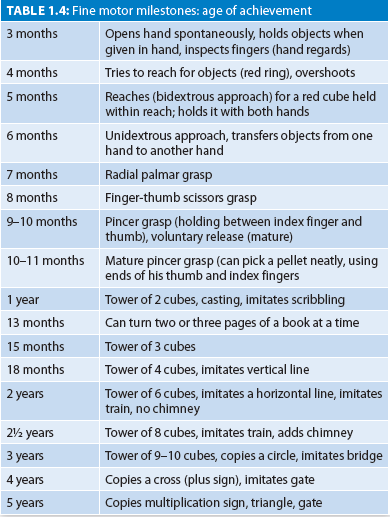 TABLE 1.4: Fine motor milestones: age of achievement
3 months Opens hand spontaneously, holds objects when
given in hand, inspects fingers (hand regards)
4 months Tries to reach for objects (red ring), overshoots
5 months Reaches (bidextrous approach) for a red cube held
within reach; holds it with both hands
6 months Unidextrous approach, transfers objects from one
hand to another hand
7 months Radial palmar grasp
8 months Finger-thumb scissors grasp
9–10 months Pincer grasp (holding between index finger and
thumb), voluntary release (mature)
10–11 months Mature pincer grasp (can pick a pellet neatly, using
ends of his thumb and index fingers
1 year Tower of 2 cubes, casting, imitates scribbling
13 months Can turn two or three pages of a book at a time
15 months Tower of 3 cubes
18 months Tower of 4 cubes, imitates vertical line
2 years Tower of 6 cubes, imitates a horizontal line, imitates
train, no chimney
2½ years Tower of 8 cubes, imitates train, adds chimney
3 years Tower of 9–10 cubes, copies a circle, imitates bridge
4 years Copies a cross (plus sign), imitates gate
5 years Copies multiplication sign, triangle, gate